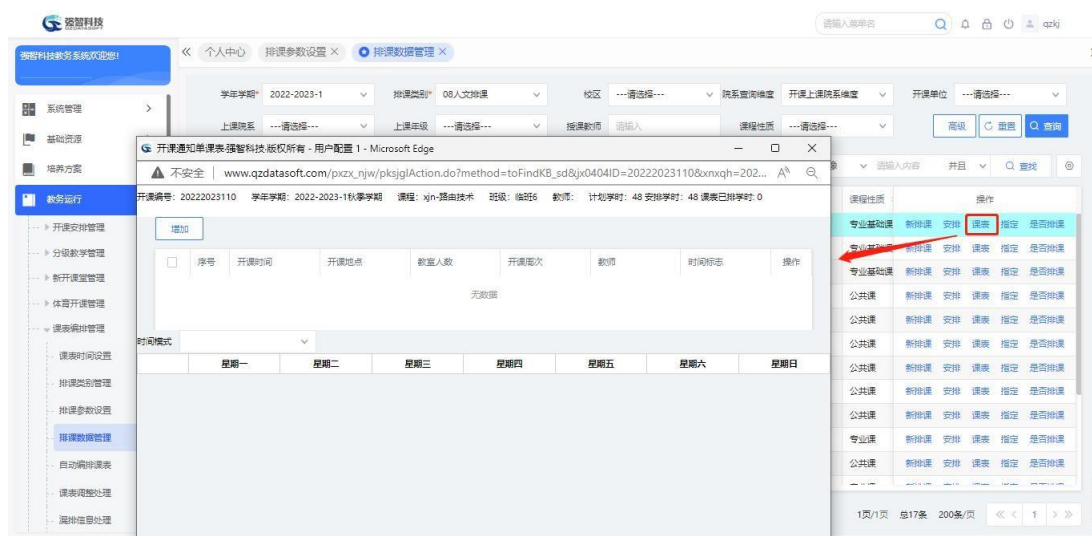 强智科技
QZDATASOFT
请输入菜单名
qzkj
强智科技教务系统欢迎您!
个人中心 排课参数设置 × 排课数据管理 ×
系统管理
基础资源
培养方案
教务运行
开课安排管理
分级教学管理
新开课堂管理
体育开课管理
课表编排管理
课表时间设置
排课类别管理
排课参数设置
排课数据管理
自动编排课表
课表调整处理
漏排信息处理
学年学期* 2022-2023-1 排课类别* 08人文排课 校区 ---请选择--- 院系查询维度 开课上课院系维度 开课单位 ---请选择---
上课院系 ---请选择--- 上课年级 ---请选择--- 授课教师 请输入 课程性质 ---请选择--- 高级 重置 查询
请输入内容 并且 查找
开课通知单课表-强智科技.版权所有 - 用户配置 1 - Microsoft Edge
不安全 | www.qzdatasoft.com/pxzx_njw/pksjglAction.do?method=toFindKB_sd&jx0404ID=20222023110&xnxqh=202...
开课编号: 20222023110 学年学期: 2022-2023-1秋季学期 课程: xjn-路由技术 班级: 临班6 教师: 计划学时: 48 安排学时: 48 课表已排学时: 0
增加
序号 开课时间 开课地点 教室人数 开课周次 教师 时间标志 操作
无数据
时间模式
星期一 星期二 星期三 星期四 星期五 星期六 星期日
课程性质 操作
专业基础课 新排课 安排 课表 指定 是否排课
专业基础课 新排课 安排 课表 指定 是否排课
专业基础课 新排课 安排 课表 指定 是否排课
公共课 新排课 安排 课表 指定 是否排课
公共课 新排课 安排 课表 指定 是否排课
公共课 新排课 安排 课表 指定 是否排课
公共课 新排课 安排 课表 指定 是否排课
公共课 新排课 安排 课表 指定 是否排课
公共课 新排课 安排 课表 指定 是否排课
专业课 新排课 安排 课表 指定 是否排课
公共课 新排课 安排 课表 指定 是否排课
1页/1页 总17条 200条/页 1